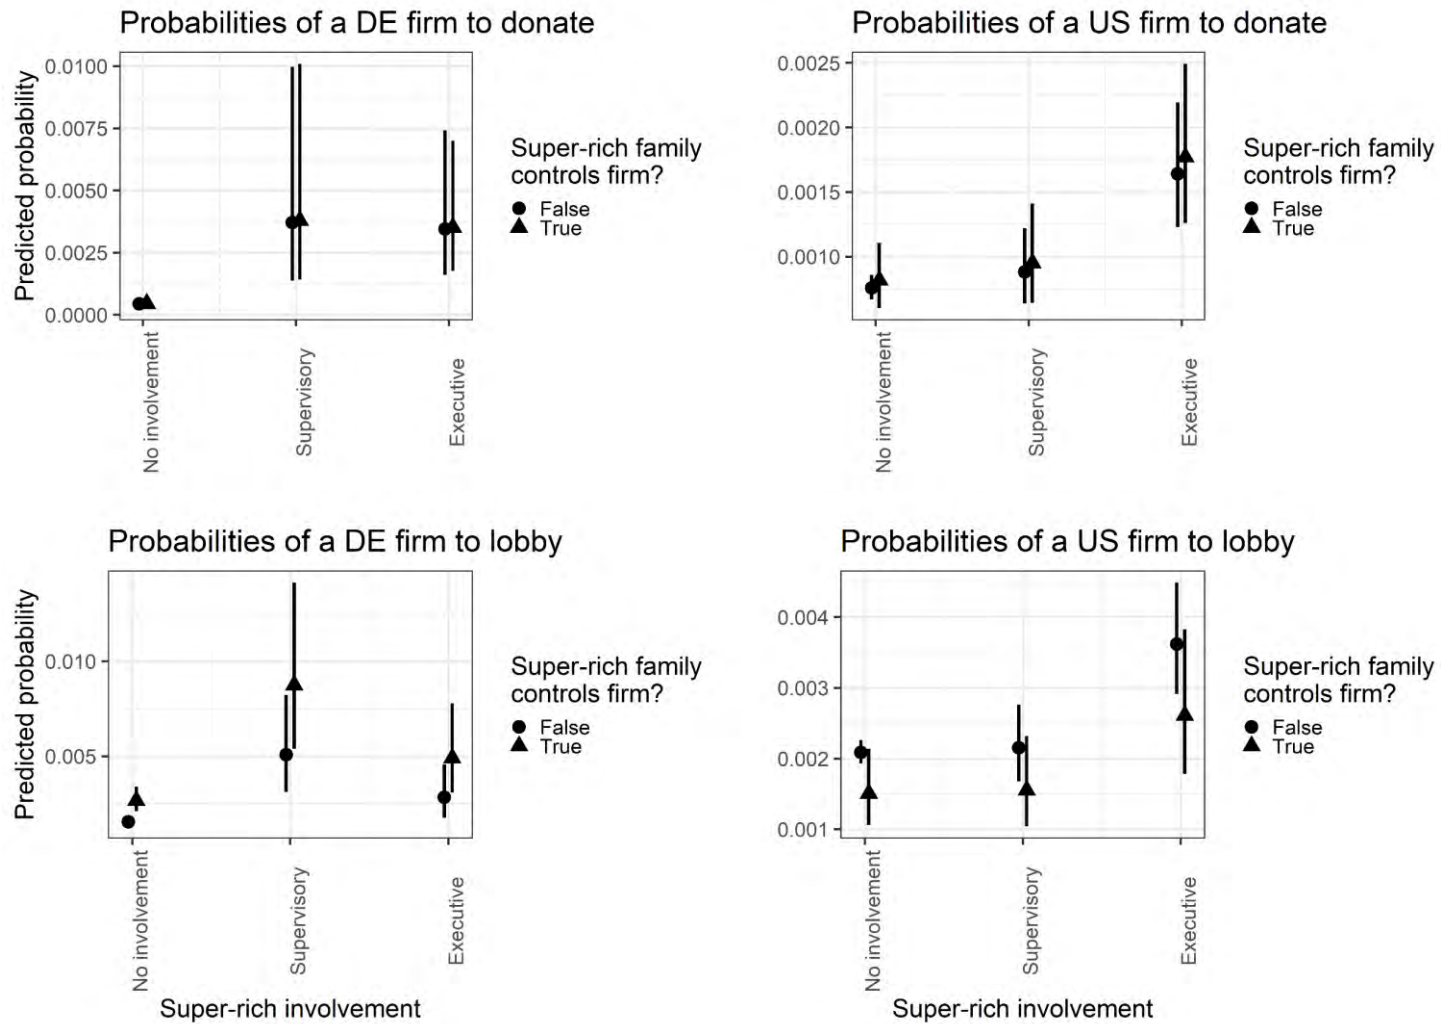 Probabilities of a DE firm to donate
Predicted probability
0.0100
0.0075
0.0050
0.0025
0.0000
No involvement
Supervisory
Executive
Super-rich family
controls firm?
False
True
Probabilities of a US firm to donate
0.0025
0.0020
0.0015
0.0010
No involvement
Supervisory
Executive
Super-rich family
controls firm?
False
True
Probabilities of a DE firm to lobby
Predicted probability
0.010
0.005
No involvement
Supervisory
Executive
Super-rich involvement
Super-rich family
controls firm?
False
True
Probabilities of a US firm to lobby
0.004
0.003
0.002
0.001
No involvement
Supervisory
Executive
Super-rich involvement
Super-rich family
controls firm?
False
True